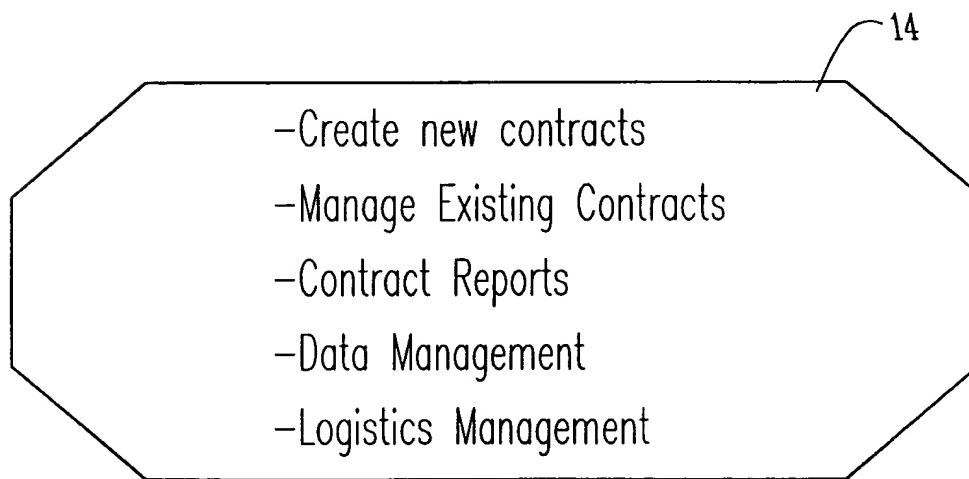 14
-Create new contracts
-Manage Existing Contracts
-Contract Reports
-Data Management
-Logistics Management